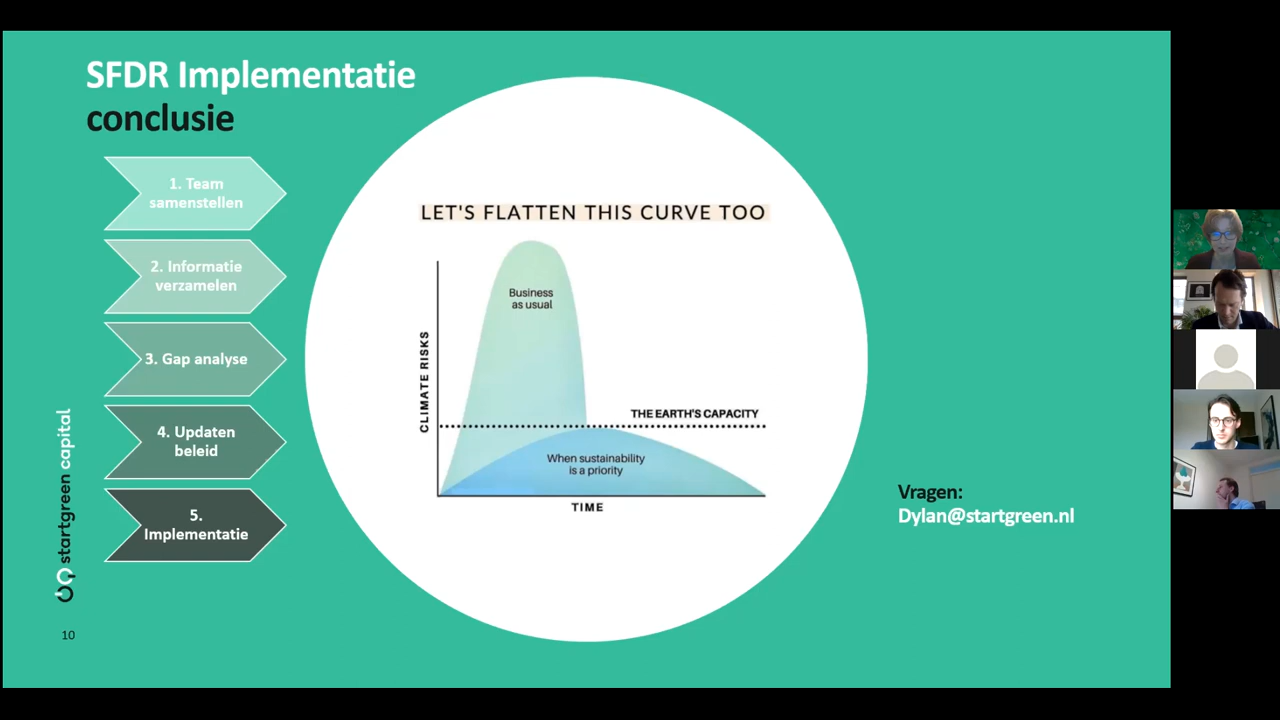 SFDR Implementatie
conclusie
1. Team
samenstellen
2. Informatie
verzamelen
3. Gap analyse
4. Updaten
beleid
5.
Implementatie
startgreen capital
10
LET'S FLATTEN THIS CURVE TOO
Business
as usual
CLIMATE RISKS
THE EARTH'S CAPACITY
When sustainability
is a priority
TIME
Vragen:
Dylan@startgreen.nl